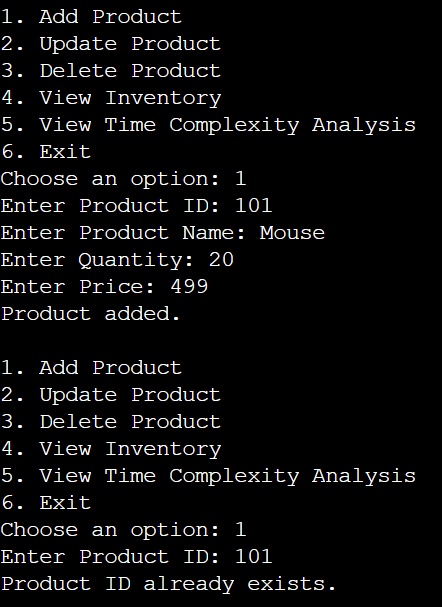 1. Add Product
2. Update Product
3. Delete Product
4. View Inventory
5. View Time Complexity Analysis
6. Exit
Choose an option: 1
Enter Product ID: 101
Enter Product Name: Mouse
Enter Quantity: 20
Enter Price: 499
Product added.

1. Add Product
2. Update Product
3. Delete Product
4. View Inventory
5. View Time Complexity Analysis
6. Exit
Choose an option: 1
Enter Product ID: 101
Product ID already exists.